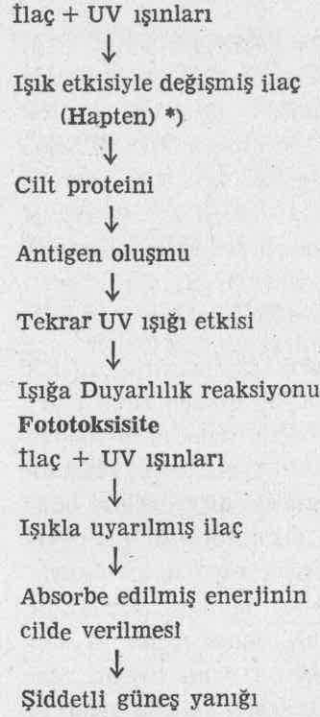 İlaç + UV ışınları
↓
Işık etkisiyle değişmiş ilaç
(Hapten) *)
↓
Cilt proteini
↓
Antigen oluşmu
↓
Tekrar UV ışığı etkisi
↓
Işığa Duyarlılık reaksiyonu
Fototoksisite
İlaç + UV ışınları
↓
Işıkla uyarılmış ilaç
↓
Absorbe edilmiş enerjinin
cilde verilmesi
↓
Şiddetli güneş yanığı